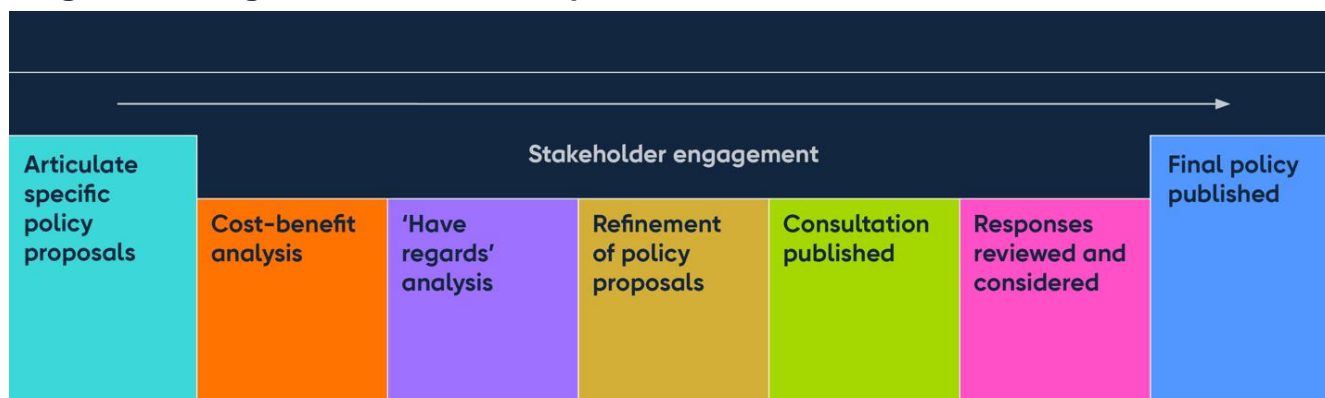 Articulate
specific
policy
proposals
Stakeholder engagement
Cost-benefit
analysis
‘Have
regards’
analysis
Refinement
of policy
proposals
Consultation
published
Responses
reviewed and
considered
Final policy
published